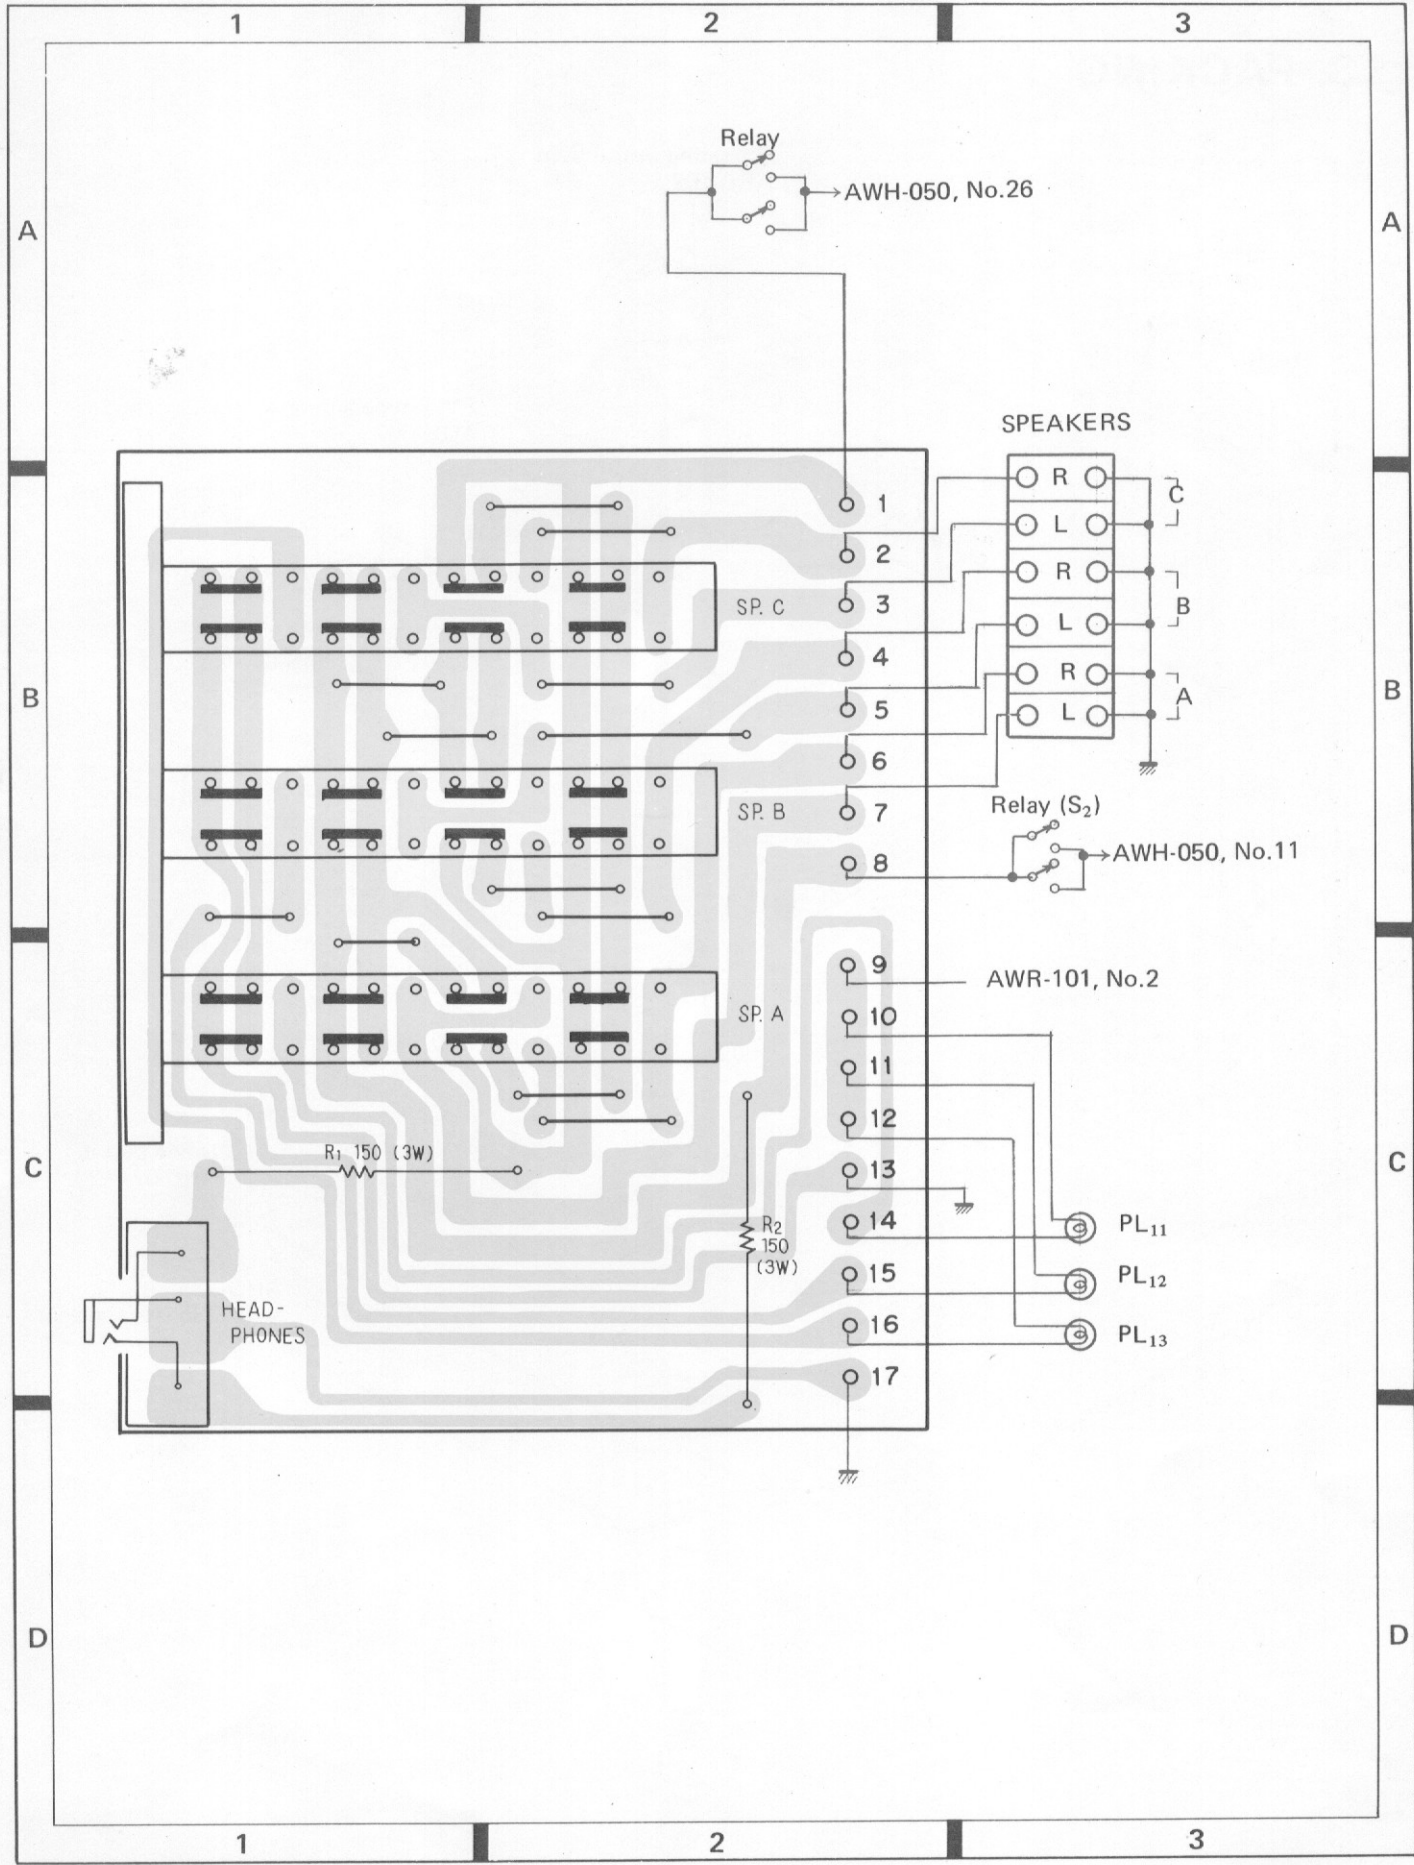 1 2 3
A A
Relay
AWH-050, No.26
SPEAKERS
R
C
L
R
B
L
R
A
L
1
2
3
4
5
6
7
8
SP. C
SP. B
SP. A
B B
Relay (S2)
AWH-050, No.11
9
AWR-101, No.2
10
11
12
13
14
15
16
17
C C
R1 150 (3W)
R2
150
(3W)
PL11
PL12
PL13
HEAD-
PHONES
D D
1 2 3